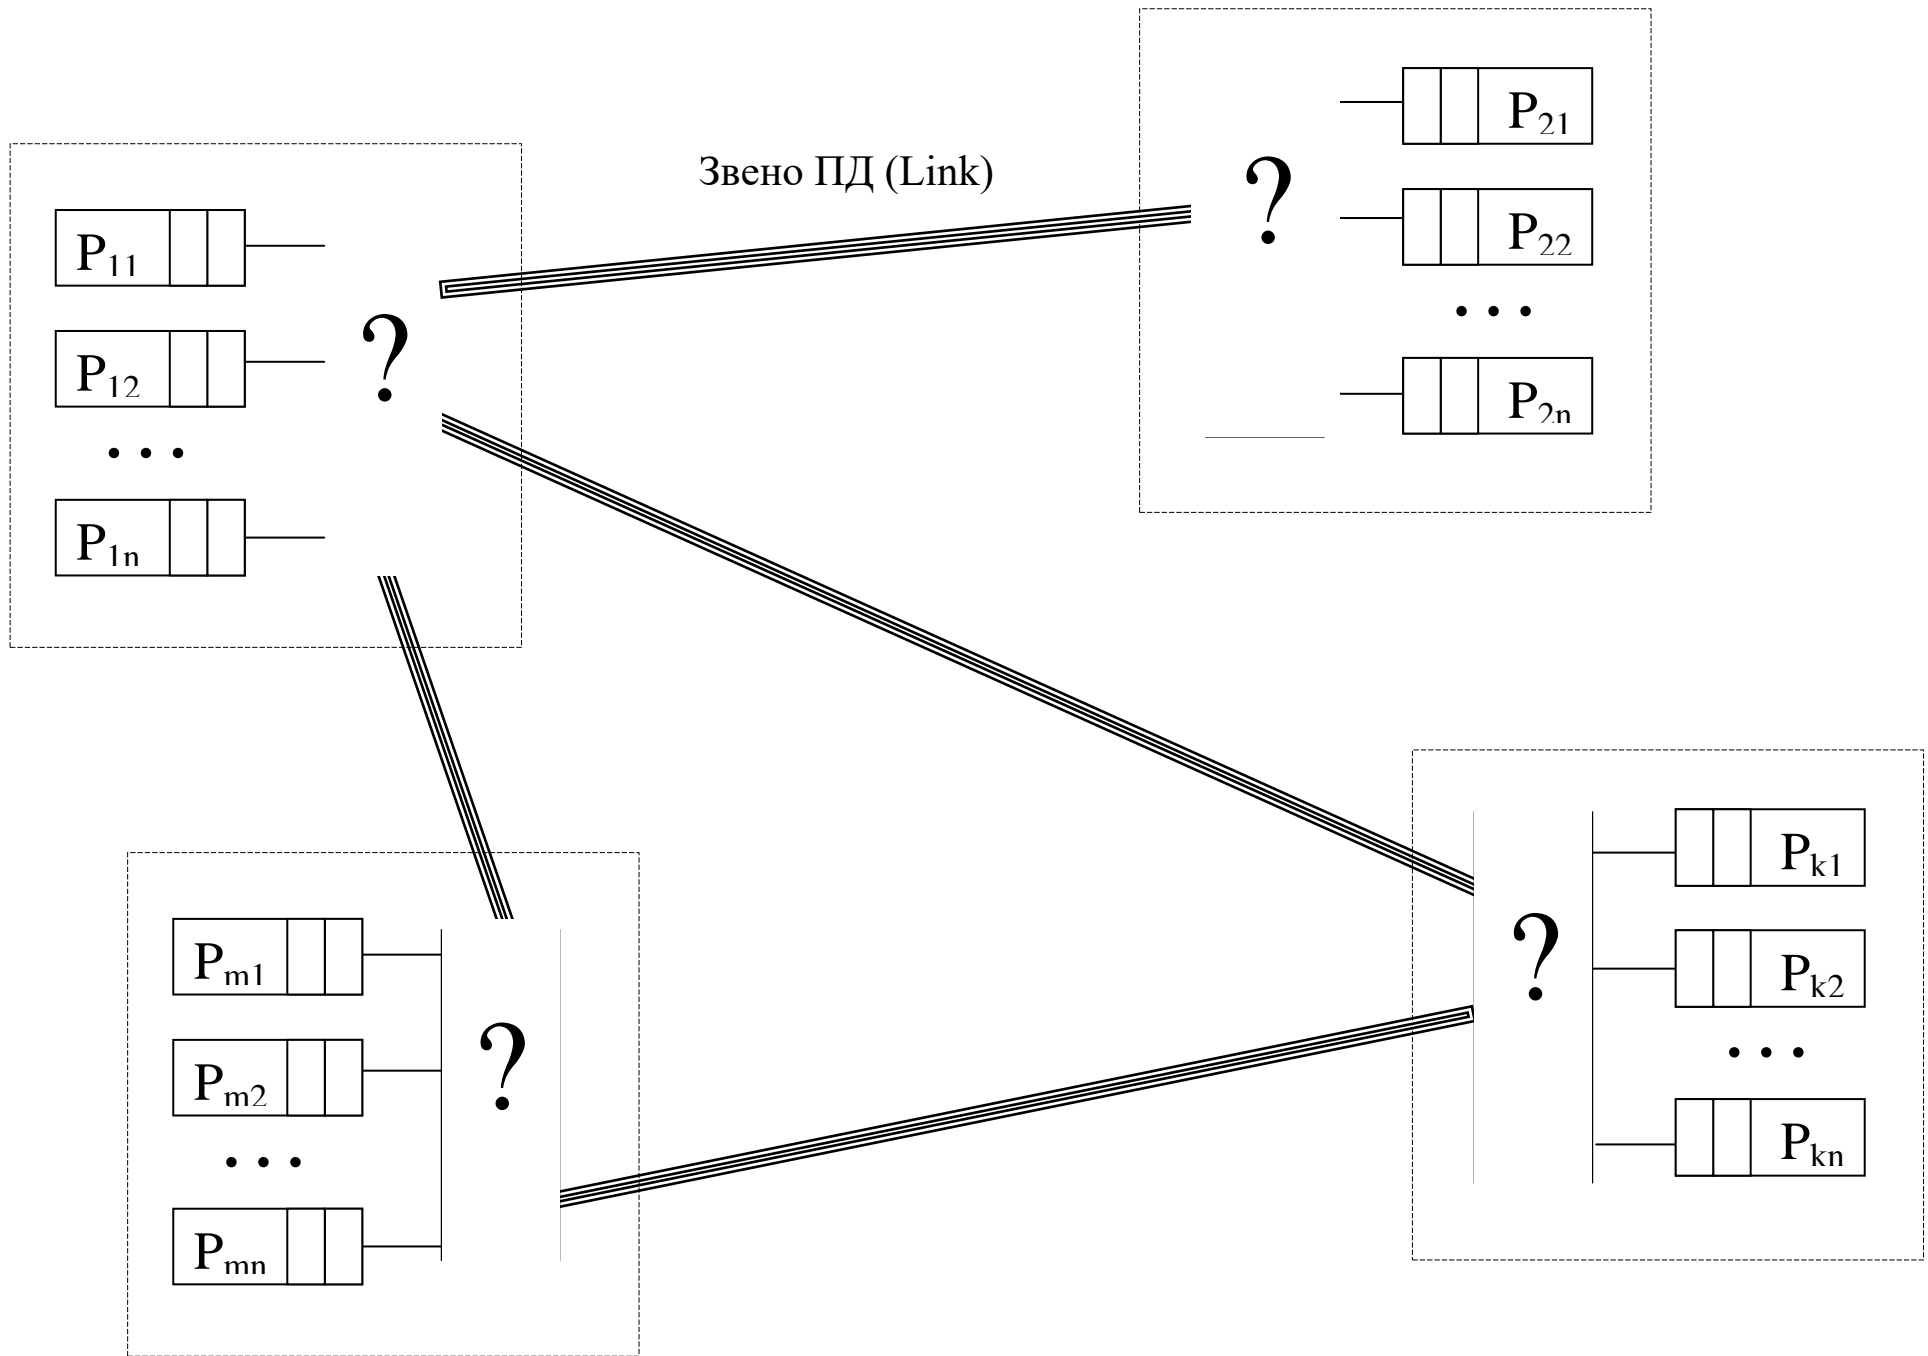 Звено ПД (Link)
P11
P12
• • •
P1n
?
?
P21
P22
• • •
P2n
Pm1
Pm2
• • •
Pmn
?
?
Pk1
Pk2
• • •
Pkn